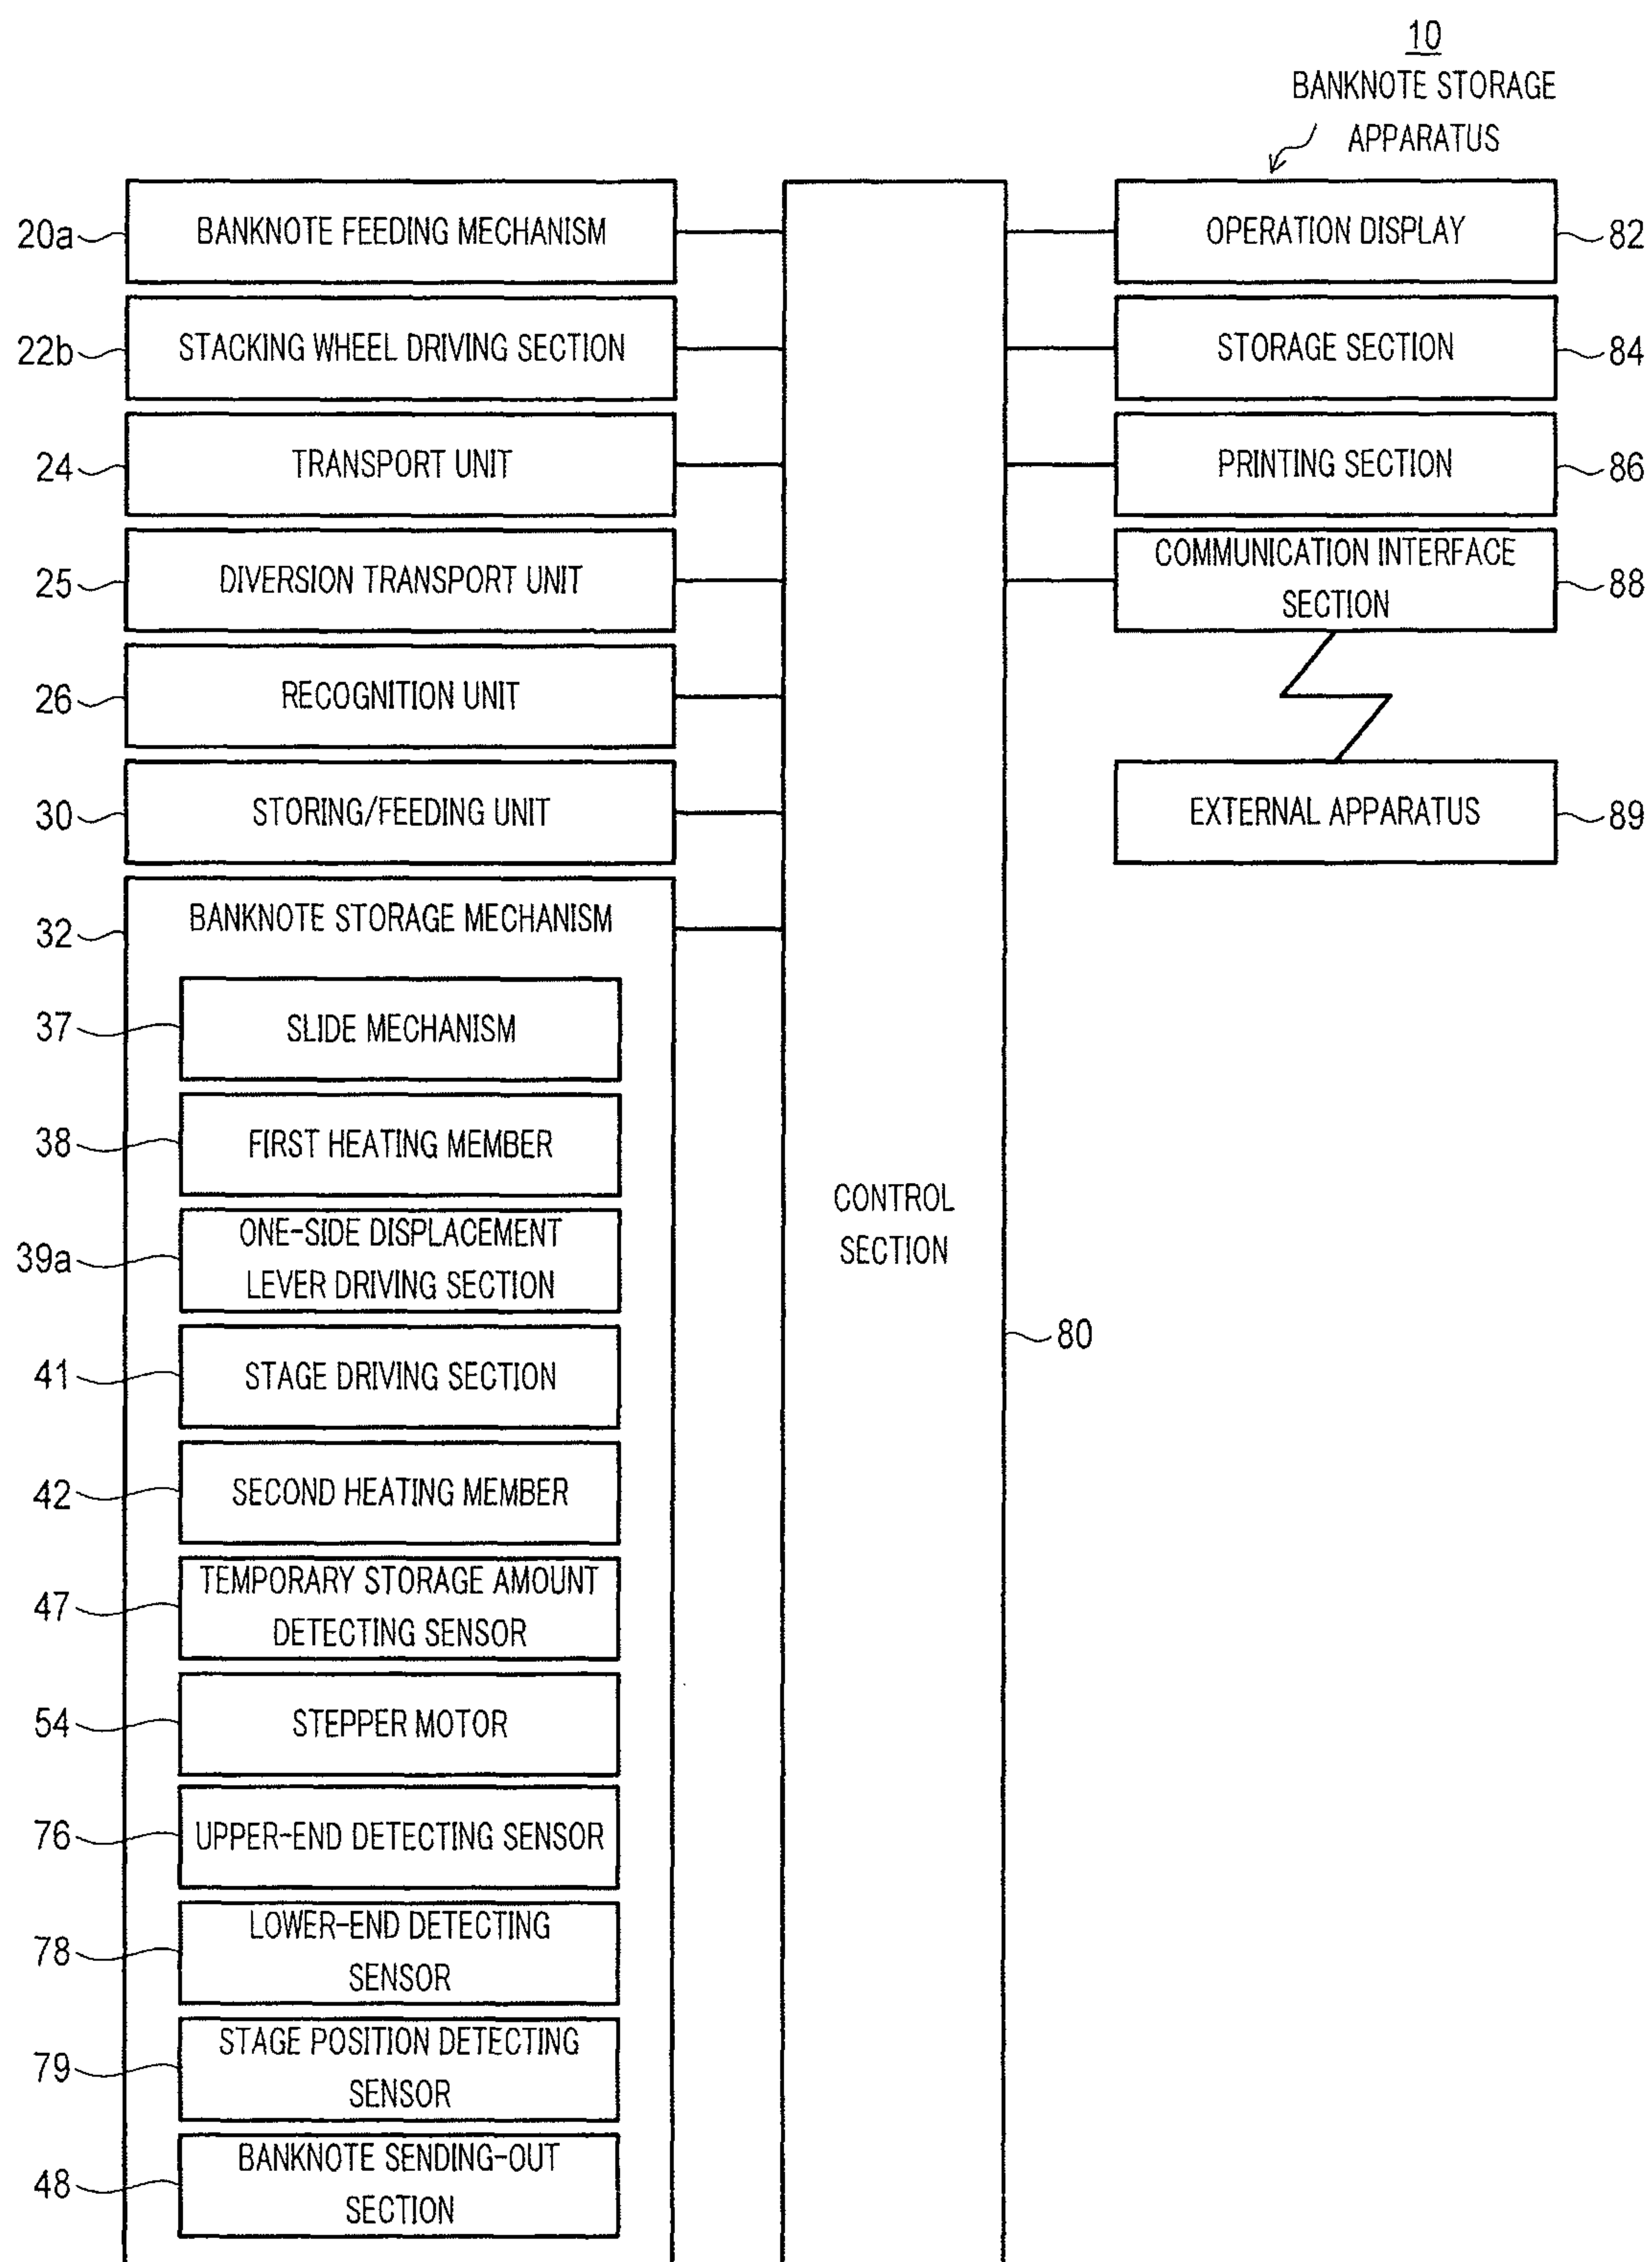 10
BANKNOTE STORAGE
APPARATUS
20a
BANKNOTE FEEDING MECHANISM
22b
STACKING WHEEL DRIVING SECTION
24
TRANSPORT UNIT
25
DIVERSION TRANSPORT UNIT
26
RECOGNITION UNIT
30
STORING/FEEDING UNIT
32
BANKNOTE STORAGE MECHANISM
37
SLIDE MECHANISM
38
FIRST HEATING MEMBER
39a
ONE-SIDE DISPLACEMENT
LEVER DRIVING SECTION
41
STAGE DRIVING SECTION
42
SECOND HEATING MEMBER
47
TEMPORARY STORAGE AMOUNT
DETECTING SENSOR
54
STEPPER MOTOR
76
UPPER-END DETECTING SENSOR
78
LOWER-END DETECTING
SENSOR
79
STAGE POSITION DETECTING
SENSOR
48
BANKNOTE SENDING-OUT
SECTION
CONTROL
SECTION
80
OPERATION DISPLAY
82
STORAGE SECTION
84
PRINTING SECTION
86
COMMUNICATION INTERFACE
SECTION
88
EXTERNAL APPARATUS
89